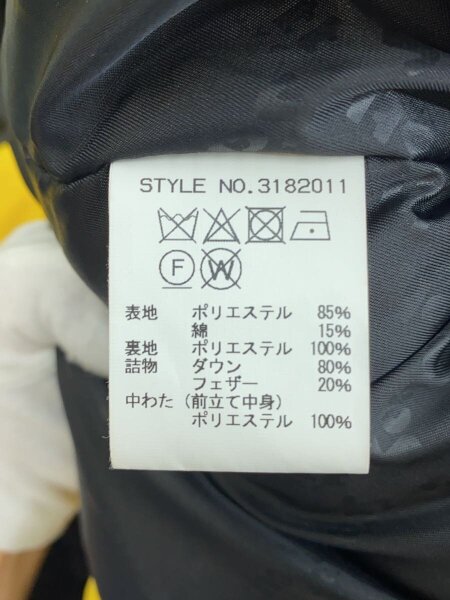 STYLE NO.3182011
F W
表地 ポリエステル 85%
綿 15%
裏地 ポリエステル 100%
詰物 ダウン 80%
フェザー 20%
中わた（前立て中身）
ポリエステル 100%